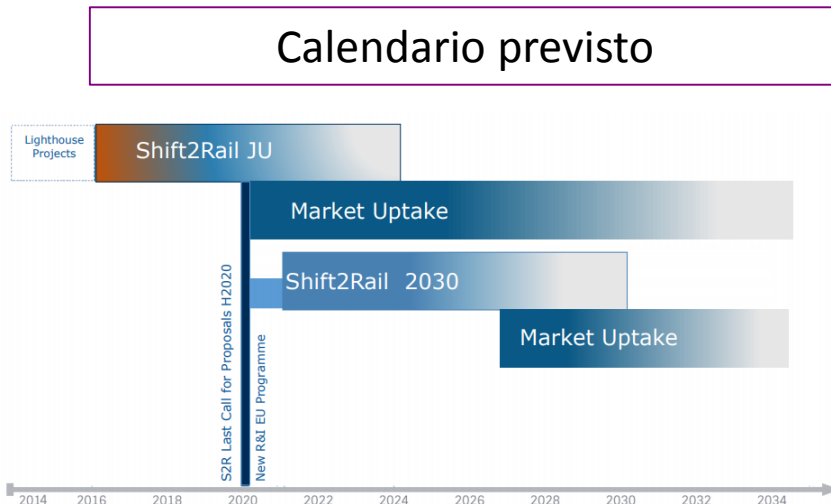 Calendario previsto
Lighthouse
Projects
Shift2Rail JU
Market Uptake
Shift2Rail 2030
Market Uptake
S2R Last Call for Proposals H2020
New R&I EU Programme
2014 2016 2018 2020 2022 2024 2026 2028 2030 2032 2034